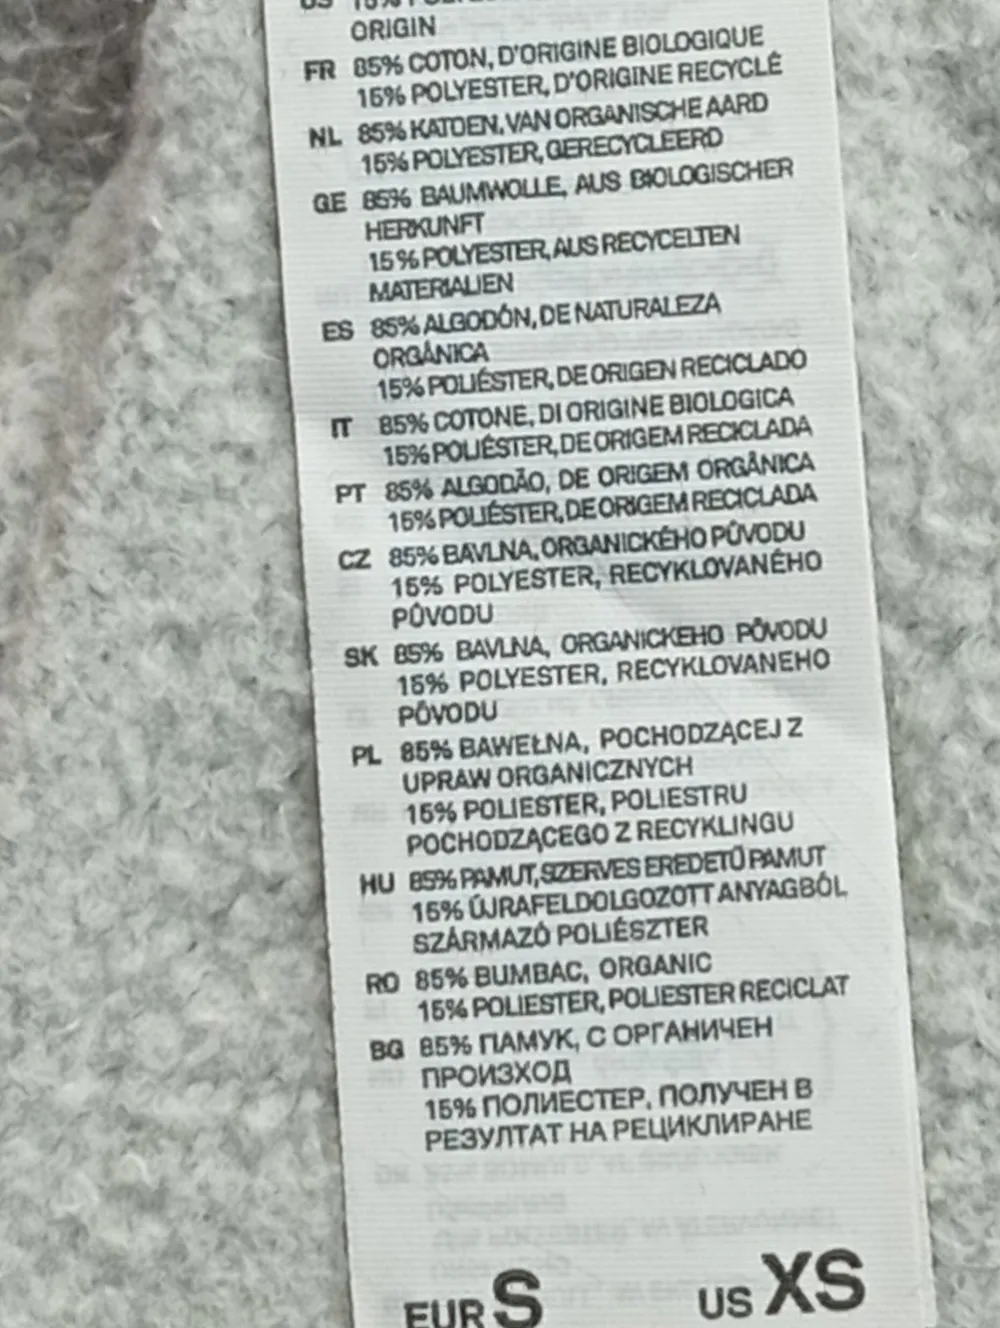 ORIGIN
FR 85% COTON, D'ORIGINE BIOLOGIQUE
15% POLYESTER, D'ORIGINE RECYCLÉ
NL 85% KATOEN, VAN ORGANISCHE AARD
15% POLYESTER, GERECYCLEERD
GE 85% BAUMWOLLE, AUS BIOLOGISCHER
HERKUNFT
15% POLYESTER, AUS RECYCELTEN
MATERIALIEN
ES 85% ALGODÓN, DE NATURALEZA
ORGÁNICA
15% POLIÉSTER, DE ORIGEN RECICLADO
IT 85% COTONE, DI ORIGINE BIOLOGICA
15% POLIÉSTER, DE ORIGEM RECICLADA
PT 85% ALGODÃO, DE ORIGEM ORGÂNICA
15% POLIÉSTER, DE ORIGEM RECICLADA
CZ 85% BAVLNA, ORGANICKÉHO PŮVODU
15% POLYESTER, RECYKLOVANÉHO
PŮVODU
SK 85% BAVLNA, ORGANICKEHO PÔVODU
15% POLYESTER, RECYKLOVANEHO
PÔVODU
PL 85% BAWEŁNA, POCHODZĄCEJ Z
UPRAW ORGANICZNYCH
15% POLIESTER, POLIESTRU
POCHODZĄCEGO Z RECYKLINGU
HU 85% PAMUT, SZERVES EREDETŰ PAMUT
15% ÚJRAFELDOLGOZOTT ANYAGBÓL
SZÁRMAZÓ POLIÉSZTER
RO 85% BUMBAC, ORGANIC
15% POLIESTER, POLIESTER RECICLAT
BG 85% ПАМУК, С ОРГАНИЧЕН
ПРОИЗХОД
15% ПОЛИЕСТЕР, ПОЛУЧЕН В
РЕЗУЛТАТ НА РЕЦИКЛИРАНЕ
EUR S US XS